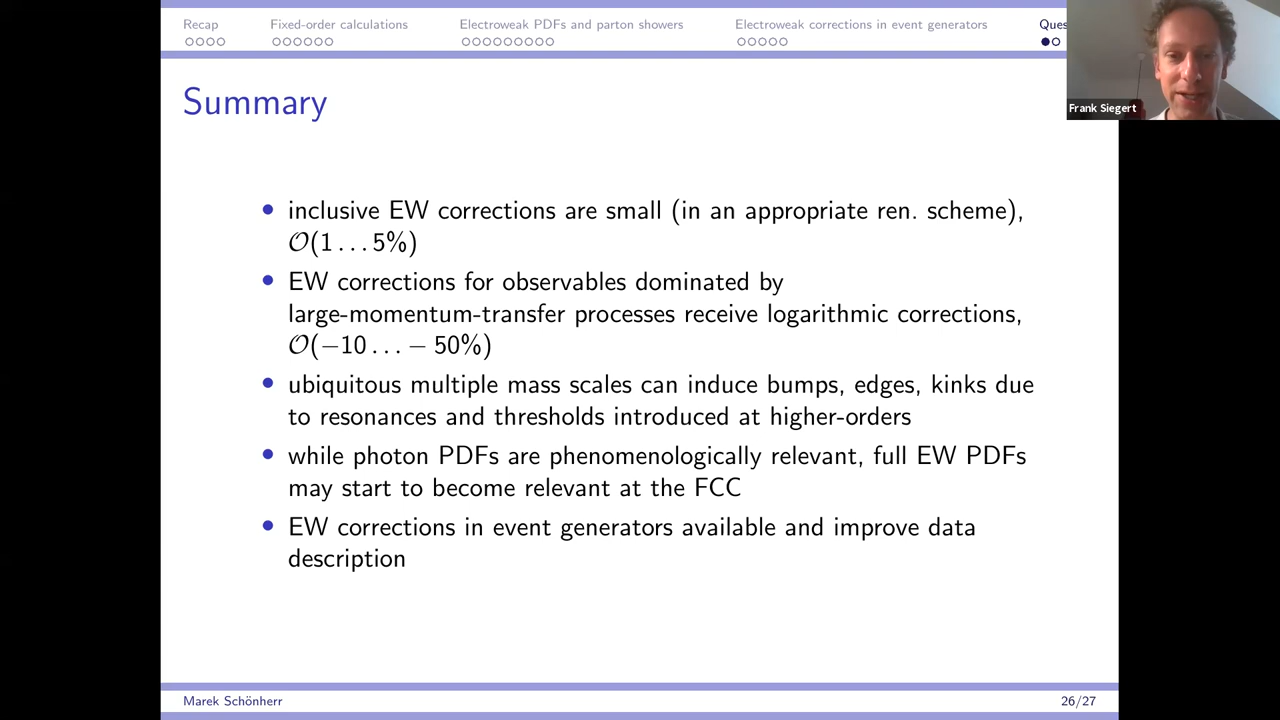 Recap Fixed-order calculations Electroweak PDFs and parton showers Electroweak corrections in event generators Ques
Frank Siegert
Summary
• inclusive EW corrections are small (in an appropriate ren. scheme),
𝒪(1 … 5%)
• EW corrections for observables dominated by
large-momentum-transfer processes receive logarithmic corrections,
𝒪(−10 … − 50%)
• ubiquitous multiple mass scales can induce bumps, edges, kinks due
to resonances and thresholds introduced at higher-orders
• while photon PDFs are phenomenologically relevant, full EW PDFs
may start to become relevant at the FCC
• EW corrections in event generators available and improve data
description
Marek Schönherr 26/27